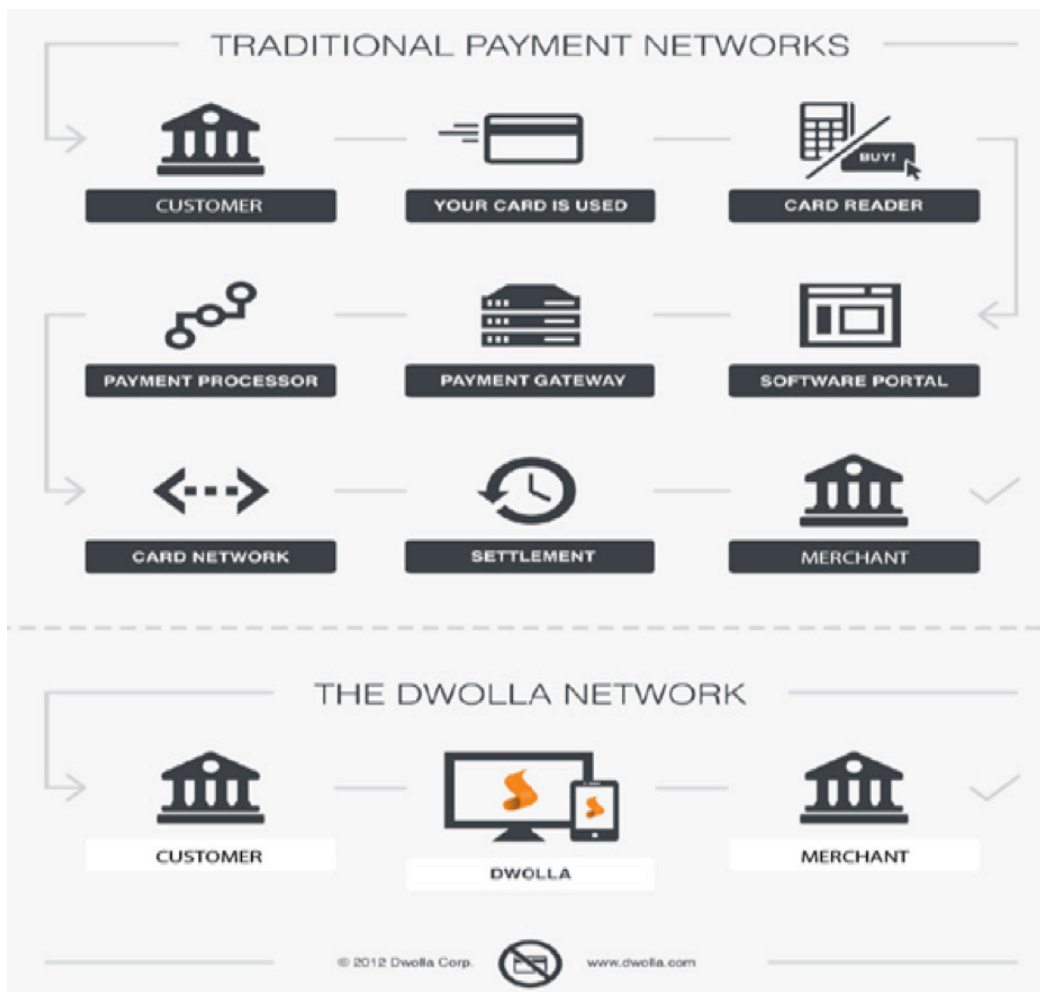 TRADITIONAL PAYMENT NETWORKS
BUY!
CUSTOMER
YOUR CARD IS USED
CARD READER
PAYMENT PROCESSOR
PAYMENT GATEWAY
SOFTWARE PORTAL
CARD NETWORK
SETTLEMENT
MERCHANT
THE DWOLLA NETWORK
CUSTOMER
DWOLLA
MERCHANT
© 2012 Dwolla Corp.
www.dwolla.com